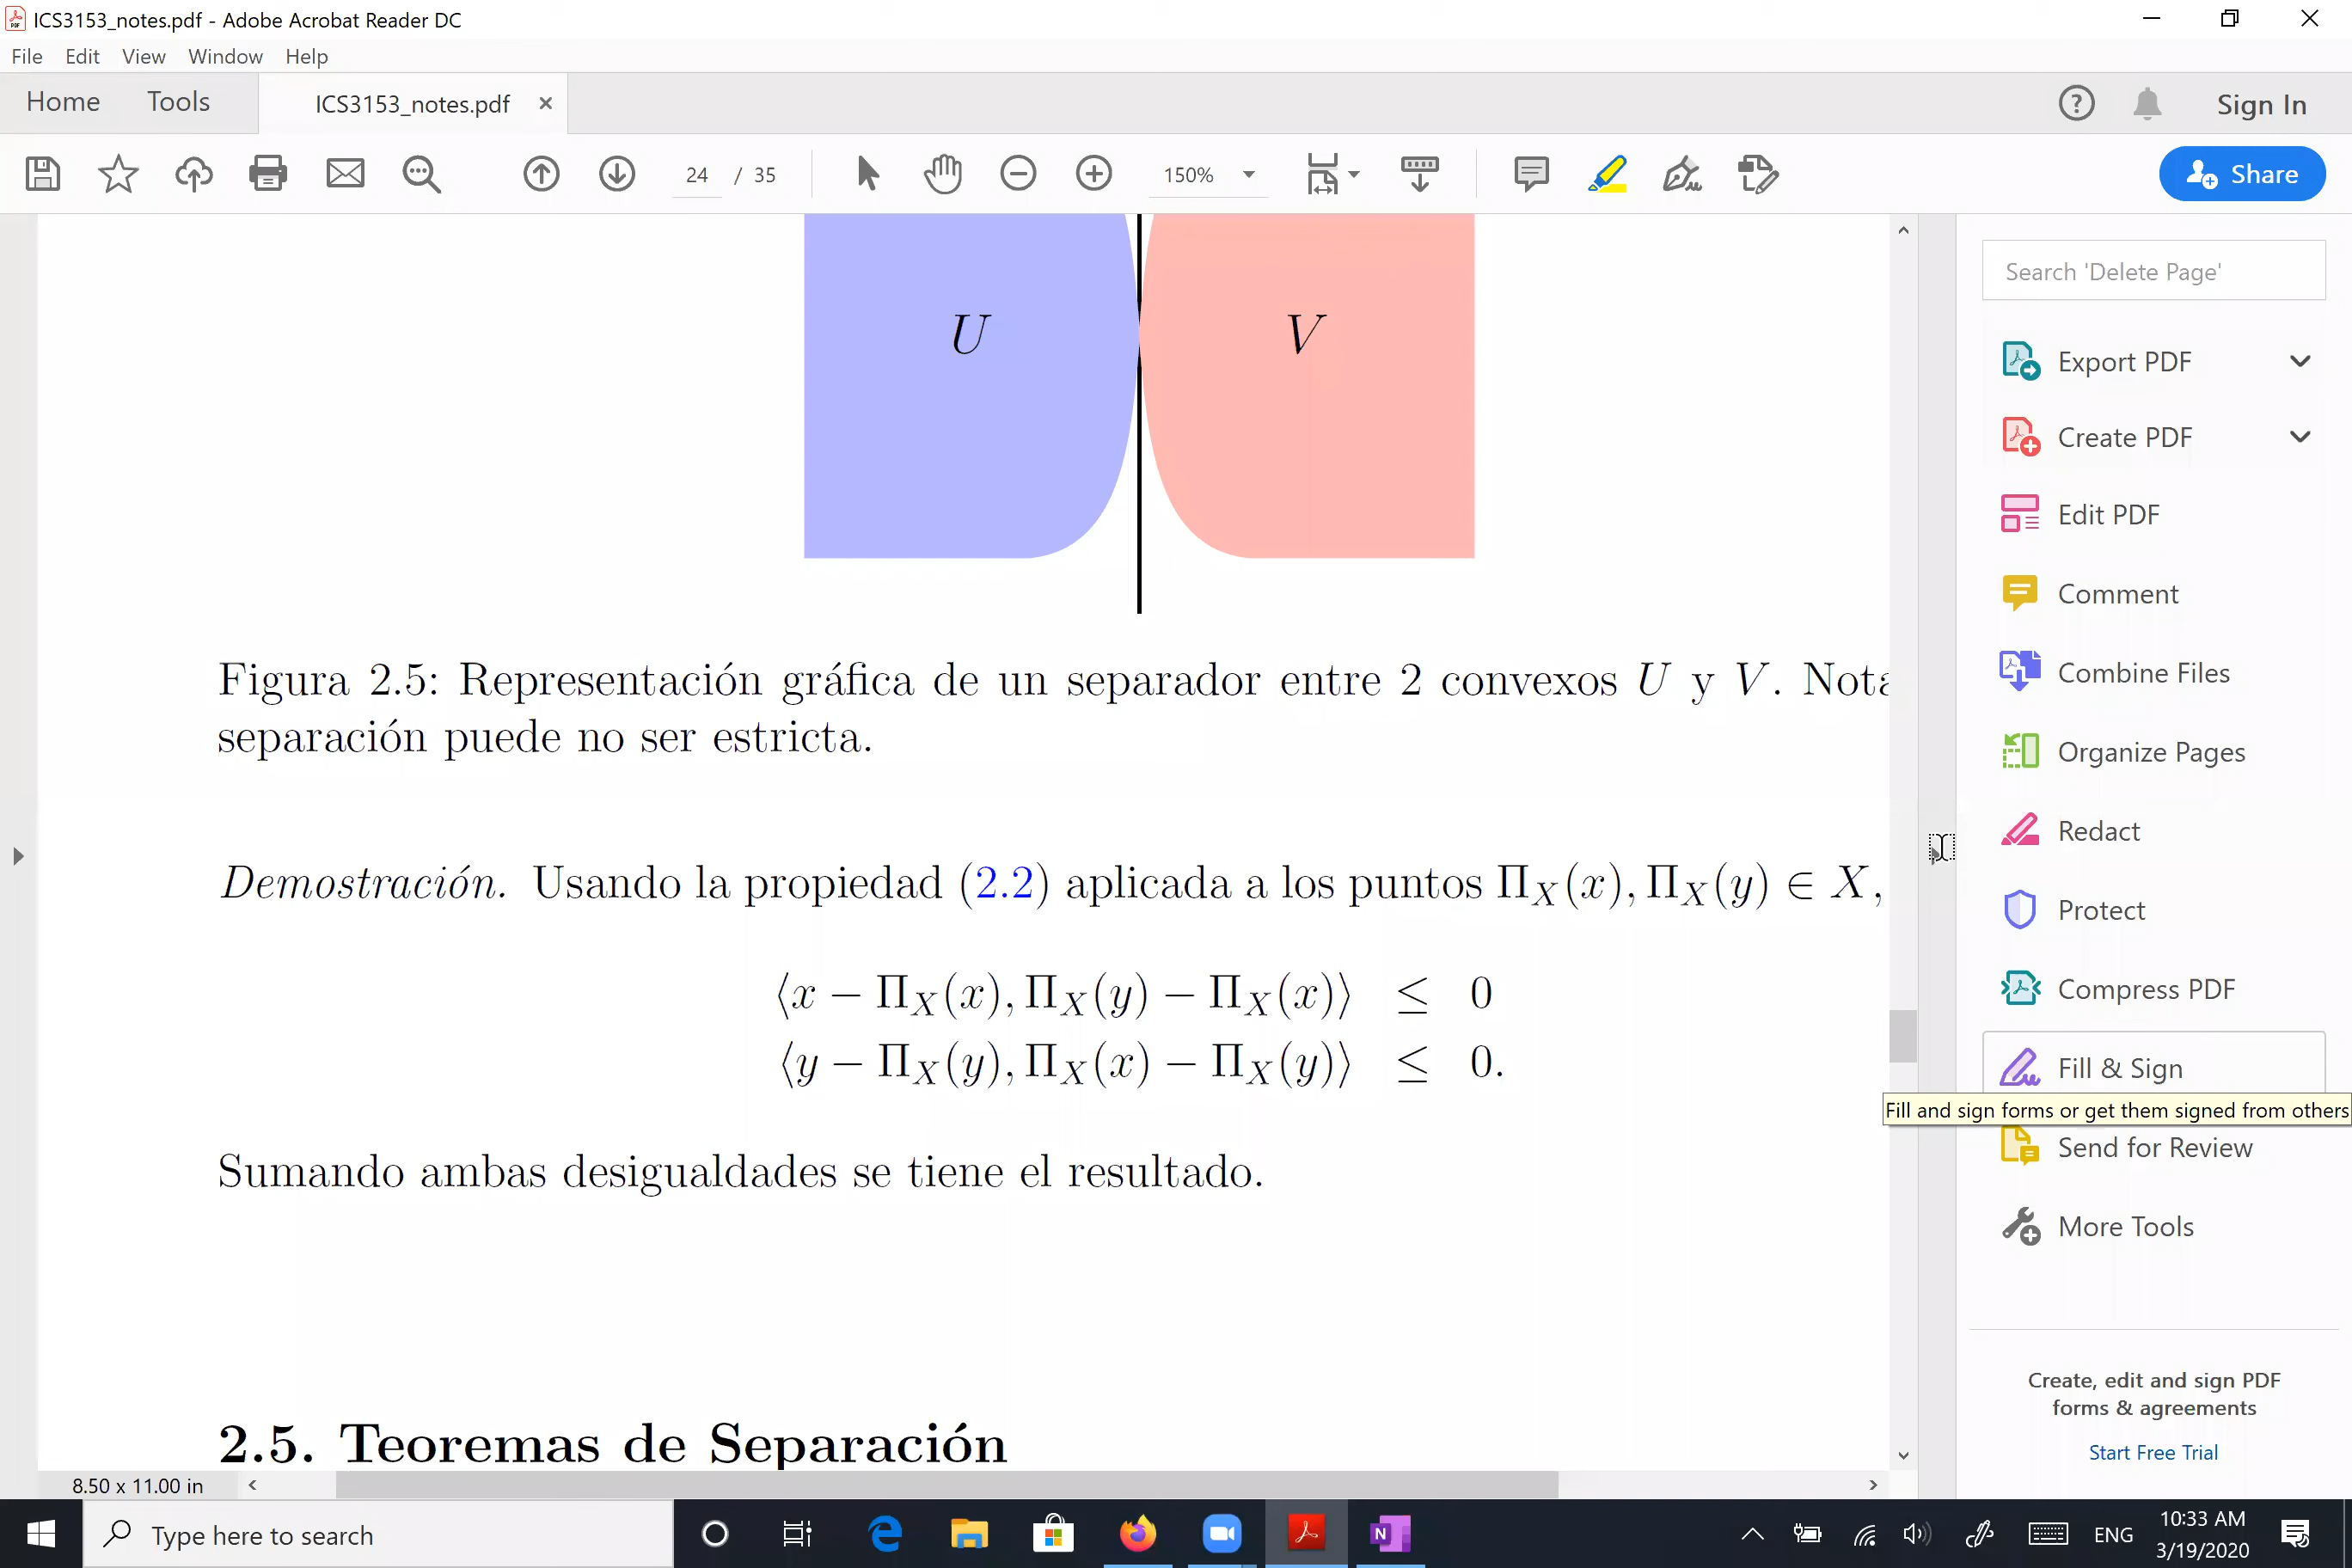 ICS3153_notes.pdf - Adobe Acrobat Reader DC
File Edit View Window Help
Home Tools ICS3153_notes.pdf Sign In
24 / 35 150% Share
U V
Figura 2.5: Representación gráfica de un separador entre 2 convexos U y V. Nota
separación puede no ser estricta.
Demostración. Usando la propiedad (2.2) aplicada a los puntos Π_X(x), Π_X(y) ∈ X,
⟨x − Π_X(x), Π_X(y) − Π_X(x)⟩ ≤ 0
⟨y − Π_X(y), Π_X(x) − Π_X(y)⟩ ≤ 0.
Sumando ambas desigualdades se tiene el resultado.
2.5. Teoremas de Separación
8.50 x 11.00 in
Search 'Delete Page'
Export PDF
Create PDF
Edit PDF
Comment
Combine Files
Organize Pages
Redact
Protect
Compress PDF
Fill & Sign
Fill and sign forms or get them signed from others
Send for Review
More Tools
Create, edit and sign PDF
forms & agreements
Start Free Trial
Type here to search
ENG
10:33 AM
3/19/2020